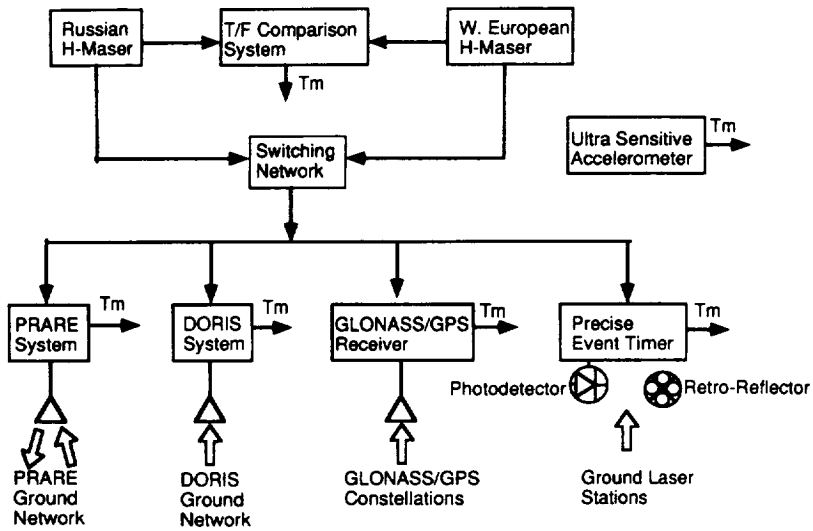 Russian
H-Maser
T/F Comparison
System
W. European
H-Maser
Tm
Switching
Network
Ultra Sensitive
Accelerometer
Tm
PRARE
System
Tm
DORIS
System
Tm
GLONASS/GPS
Receiver
Tm
Precise
Event Timer
Tm
Photodetector
Retro-Reflector
PRARE
Ground
Network
DORIS
Ground
Network
GLONASS/GPS
Constellations
Ground Laser
Stations